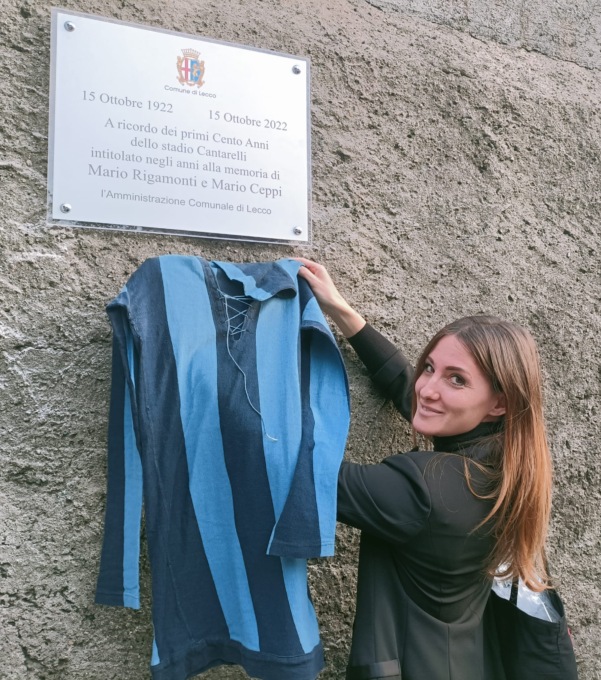 Comune di Lecco
15 Ottobre 1922 15 Ottobre 2022
A ricordo dei primi Cento Anni
dello stadio Cantarelli
intitolato negli anni alla memoria di
Mario Rigamonti e Mario Ceppi
l'Amministrazione Comunale di Lecco